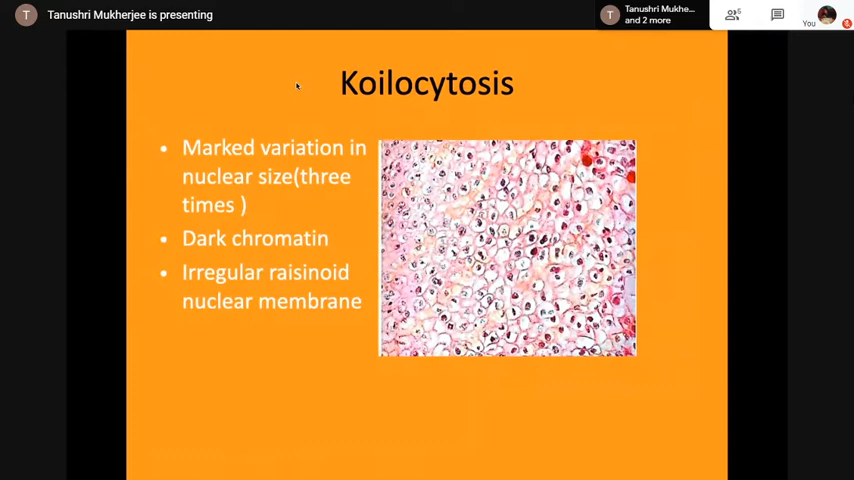 T Tanushri Mukherjee is presenting
T Tanushri Mukhe...
and 2 more
6
You
Koilocytosis
• Marked variation in
nuclear size(three
times )
• Dark chromatin
• Irregular raisinoid
nuclear membrane